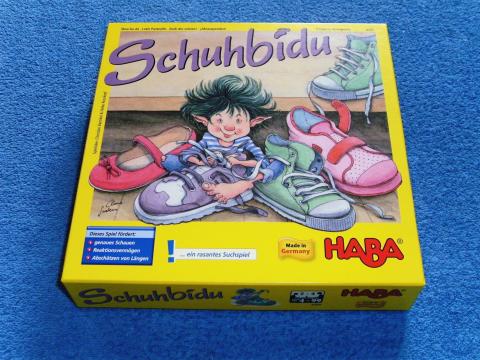 Schuhbidu
Dieses Spiel fördert:
genaues Schauen
Reaktionsvermögen
Abschätzen von Längen
! ... ein rasantes Suchspiel
Made in
Germany
HABA®
Schuhbidu
HABA